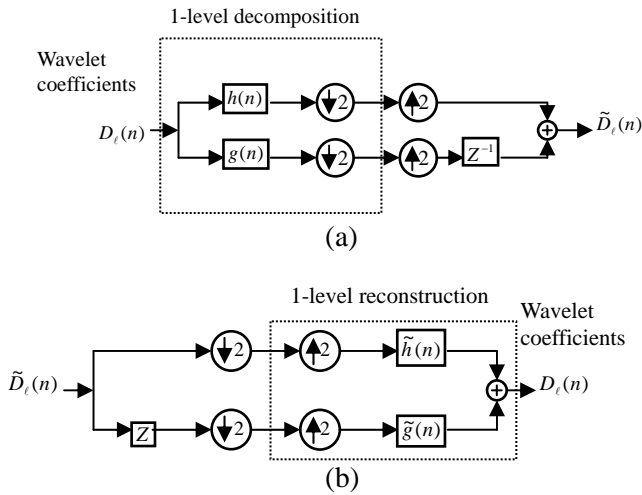 1-level decomposition
Wavelet
coefficients
h(n) ↓2 ↑2
D_ℓ(n) + D̃_ℓ(n)
g(n) ↓2 ↑2 Z⁻¹
(a)
1-level reconstruction
Wavelet
coefficients
↓2 ↑2 h̃(n)
D̃_ℓ(n) + D_ℓ(n)
Z ↓2 ↑2 g̃(n)
(b)